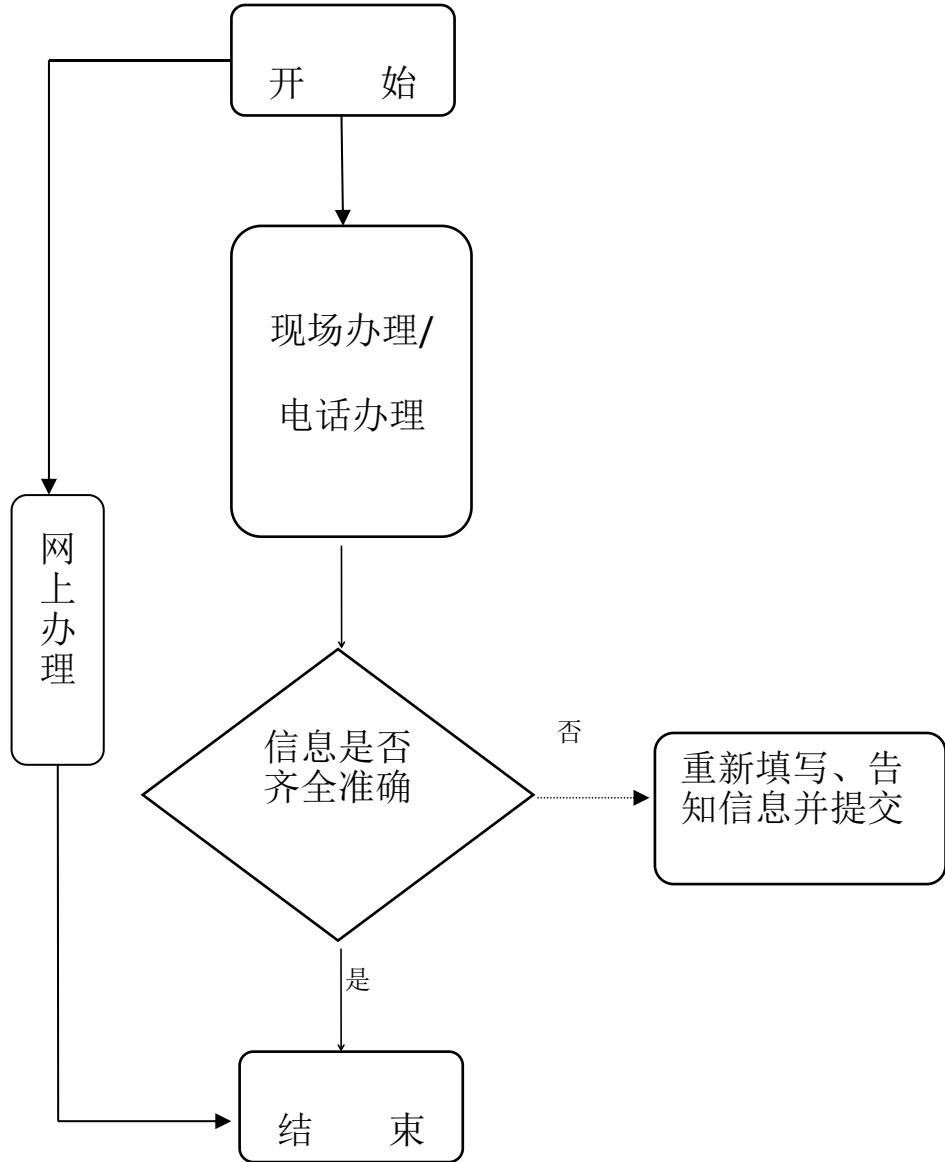 开 始
现场办理/
电话办理
网上办理
信息是否
齐全准确
否
重新填写、告
知信息并提交
是
结 束